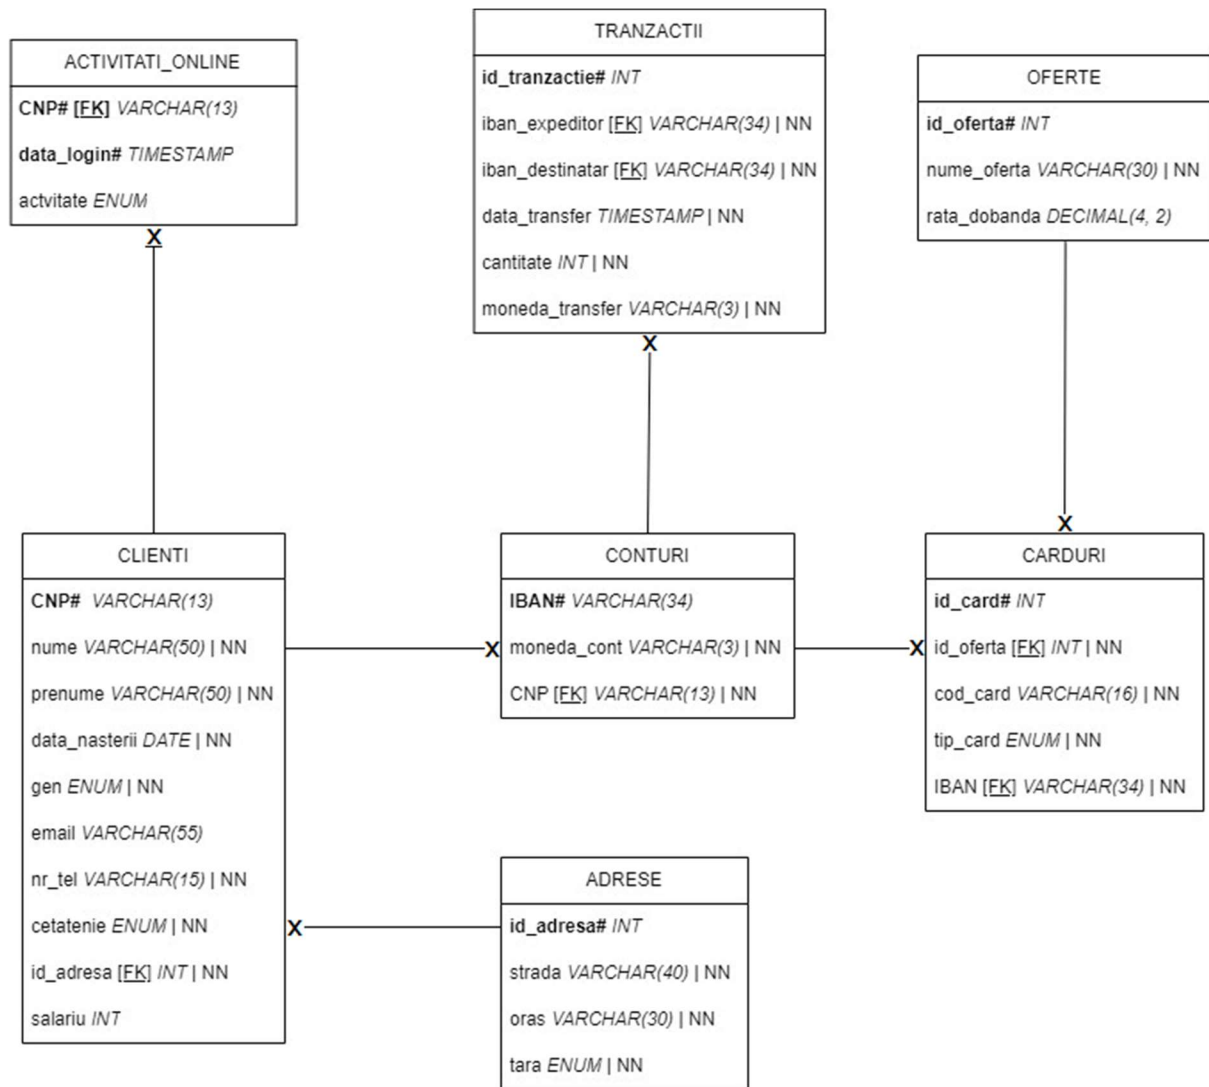 ACTIVITATI_ONLINE
CNP# [FK] VARCHAR(13)
data_login# TIMESTAMP
actvitate ENUM
X
TRANZACTII
id_tranzactie# INT
iban_expeditor [FK] VARCHAR(34) | NN
iban_destinatar [FK] VARCHAR(34) | NN
data_transfer TIMESTAMP | NN
cantitate INT | NN
moneda_transfer VARCHAR(3) | NN
X
OFERTE
id_oferta# INT
nume_oferta VARCHAR(30) | NN
rata_dobanda DECIMAL(4, 2)
X
CLIENTI
CNP# VARCHAR(13)
nume VARCHAR(50) | NN
prenume VARCHAR(50) | NN
data_nasterii DATE | NN
gen ENUM | NN
email VARCHAR(55)
nr_tel VARCHAR(15) | NN
cetatenie ENUM | NN
id_adresa [FK] INT | NN
salariu INT
X
X
CONTURI
IBAN# VARCHAR(34)
moneda_cont VARCHAR(3) | NN
CNP [FK] VARCHAR(13) | NN
X
CARDURI
id_card# INT
id_oferta [FK] INT | NN
cod_card VARCHAR(16) | NN
tip_card ENUM | NN
IBAN [FK] VARCHAR(34) | NN
ADRESE
id_adresa# INT
strada VARCHAR(40) | NN
oras VARCHAR(30) | NN
tara ENUM | NN